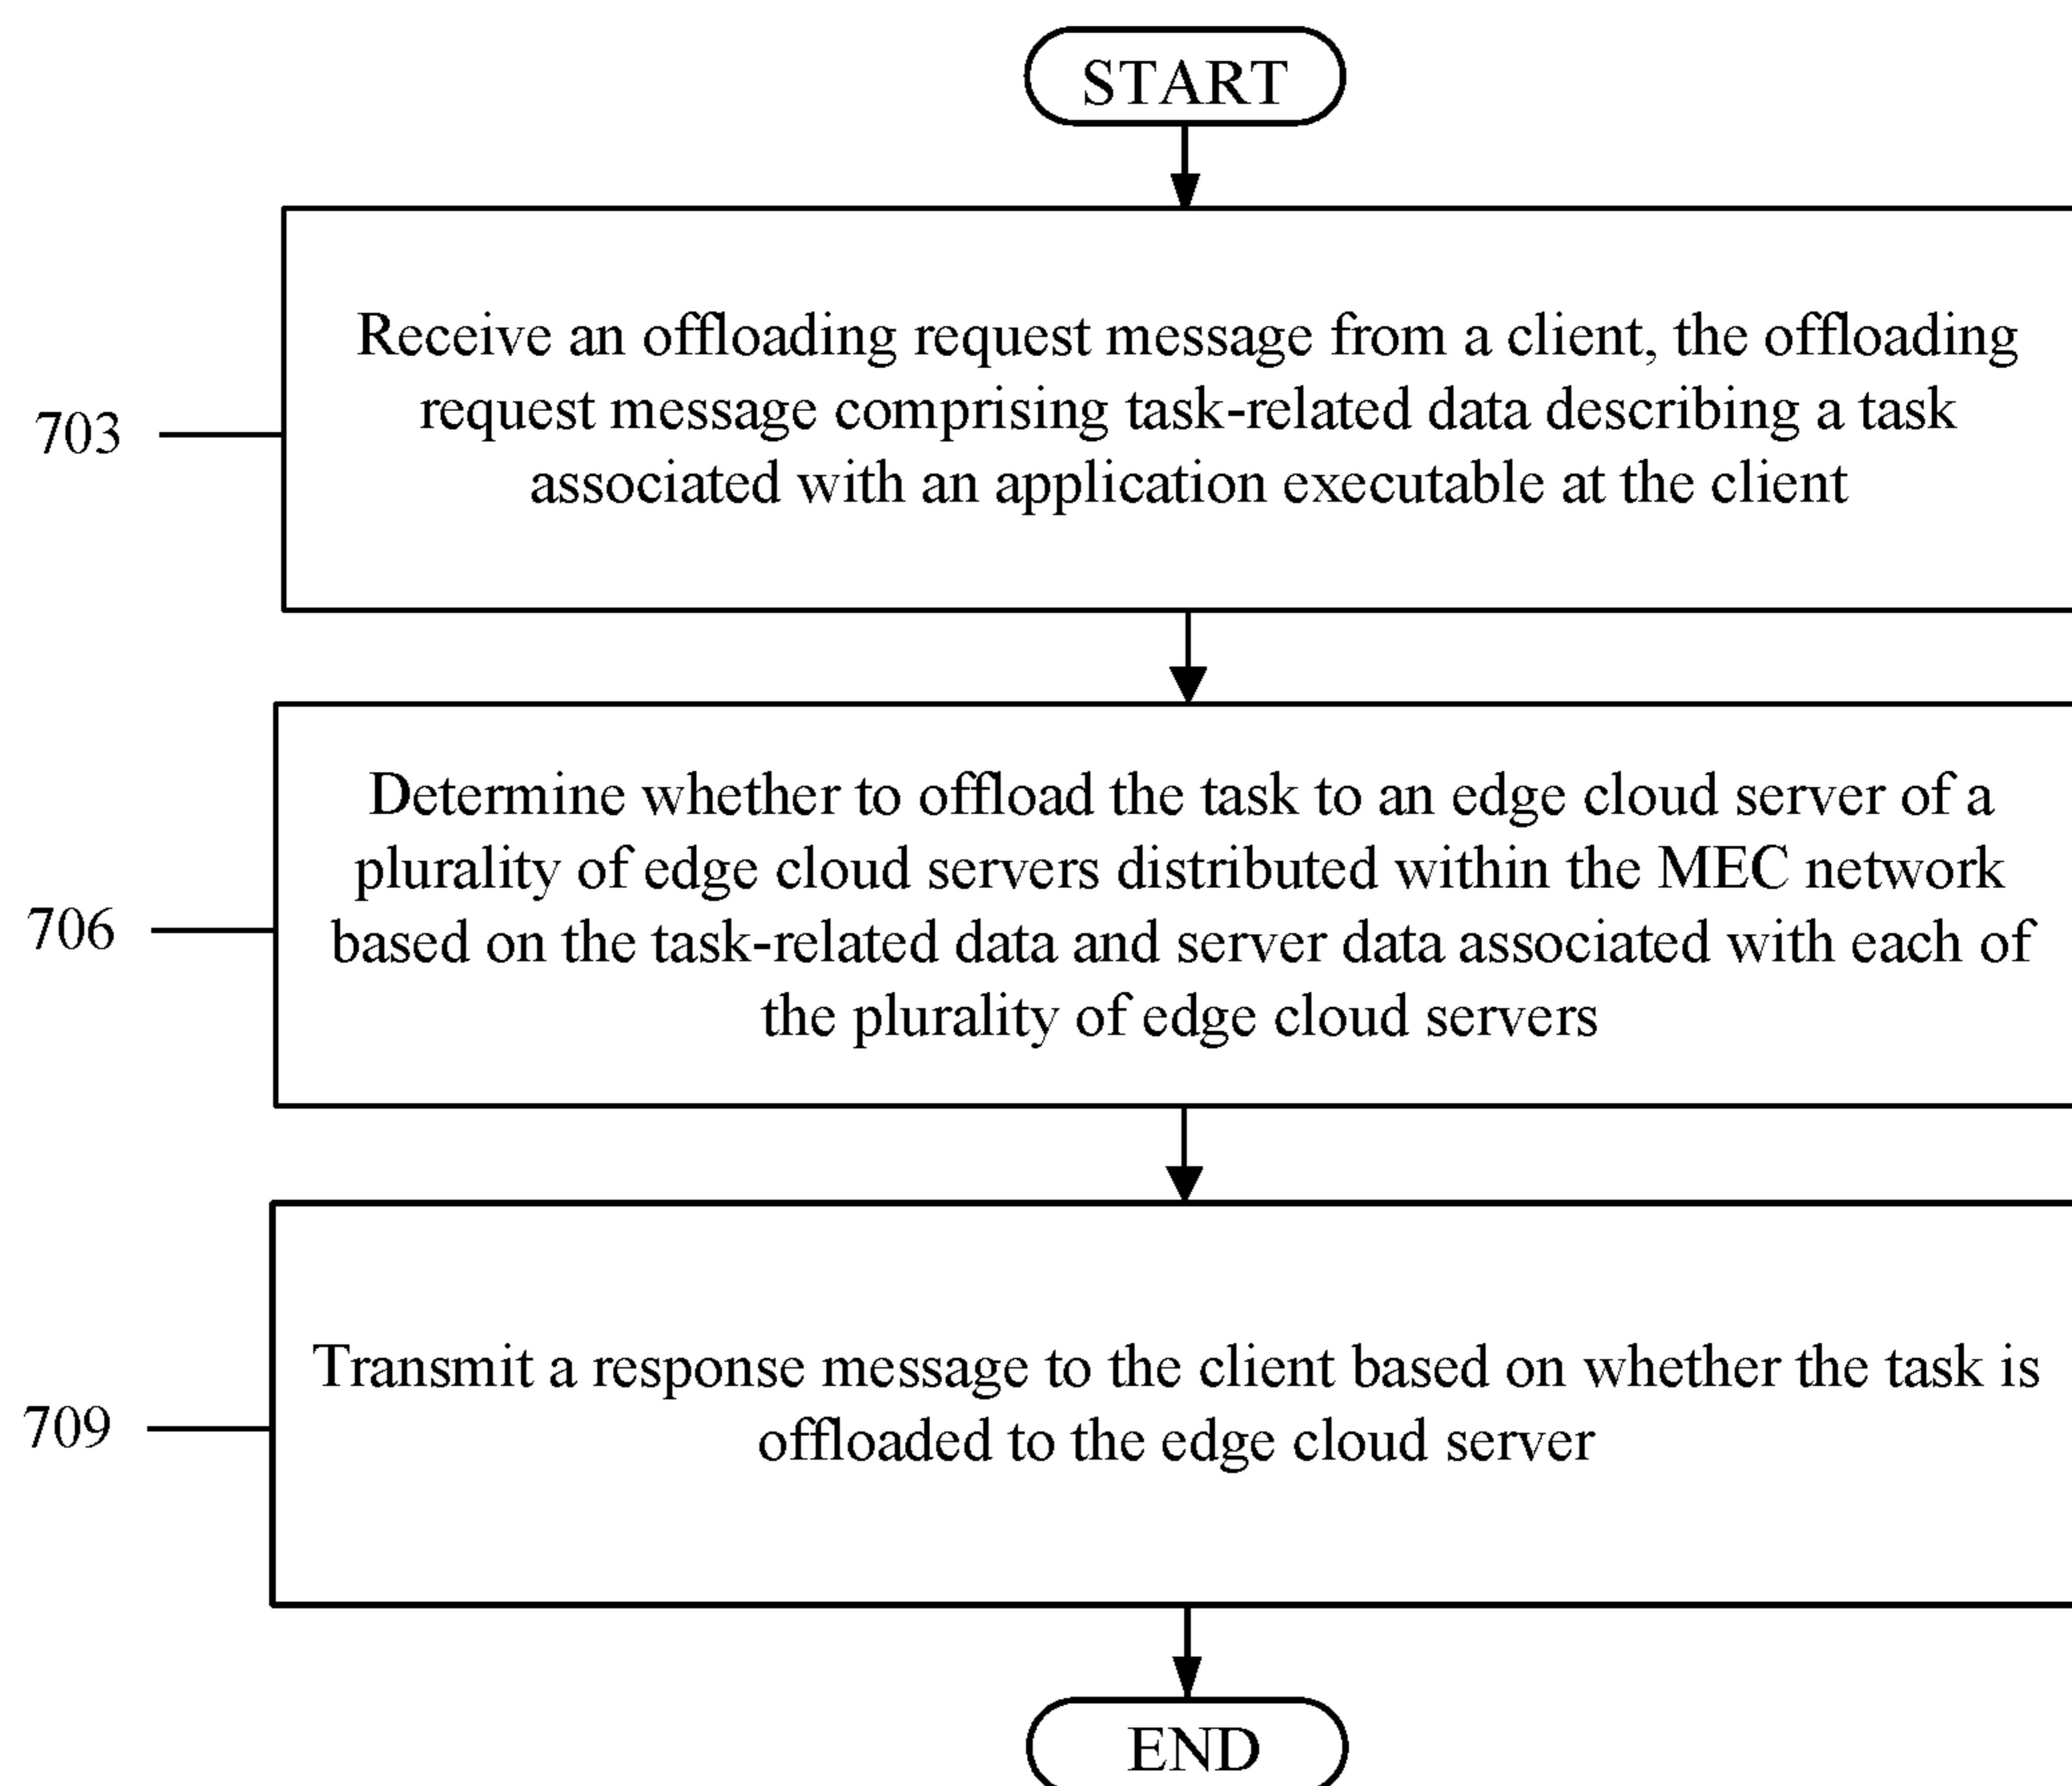 START
Receive an offloading request message from a client, the offloading
request message comprising task-related data describing a task
associated with an application executable at the client
703
Determine whether to offload the task to an edge cloud server of a
plurality of edge cloud servers distributed within the MEC network
based on the task-related data and server data associated with each of
the plurality of edge cloud servers
706
Transmit a response message to the client based on whether the task is
offloaded to the edge cloud server
709
END